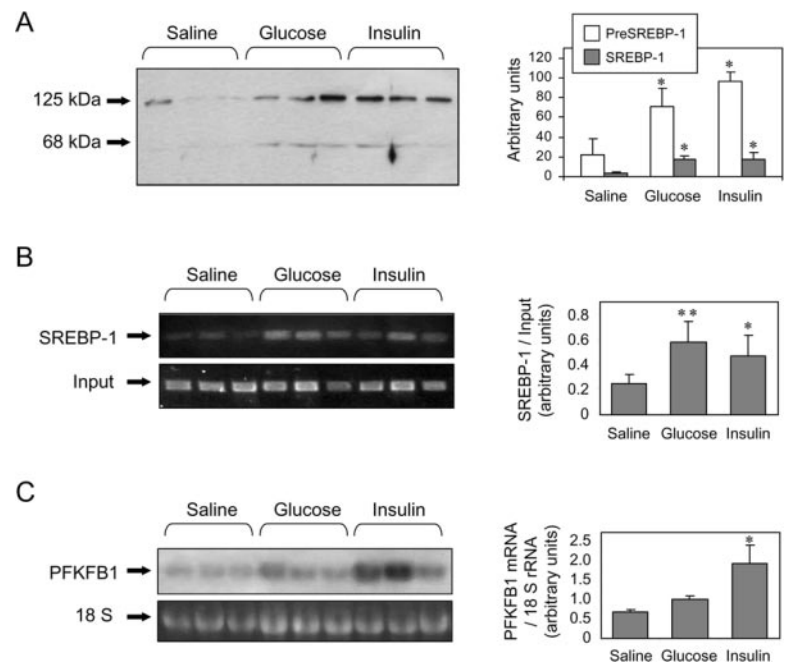 A
Saline Glucose Insulin
125 kDa
68 kDa
PreSREBP-1
SREBP-1
Arbitrary units
120
100
80
60
40
20
0
* * * *
Saline Glucose Insulin
B
Saline Glucose Insulin
SREBP-1
Input
SREBP-1 / Input
(arbitrary units)
0.8
0.6
0.4
0.2
0
** *
Saline Glucose Insulin
C
Saline Glucose Insulin
PFKFB1
18 S
PFKFB1 mRNA
/ 18 S rRNA
(arbitrary units)
2.5
2.0
1.5
1.0
0.5
0
*
Saline Glucose Insulin